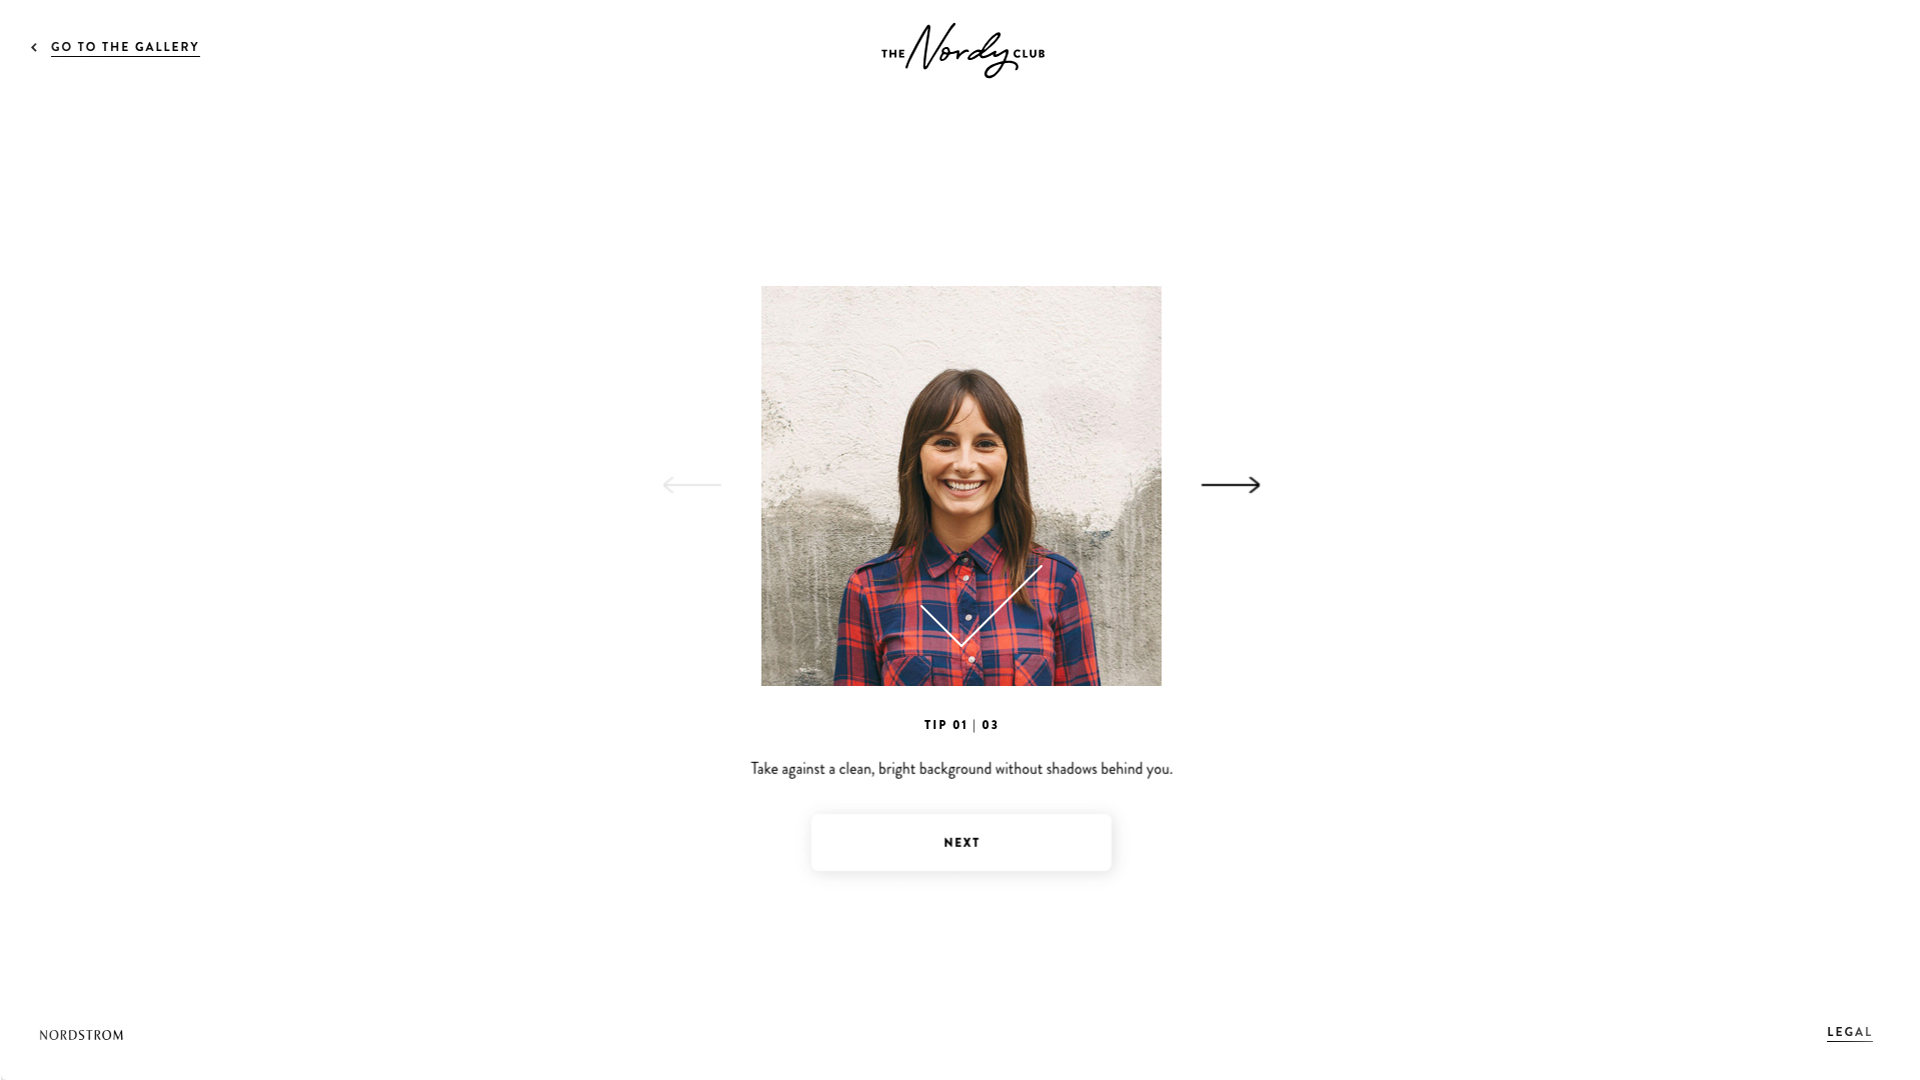 GO TO THE GALLERY
THE Nordy CLUB
TIP 01 | 03
Take against a clean, bright background without shadows behind you.
NEXT
NORDSTROM
LEGAL